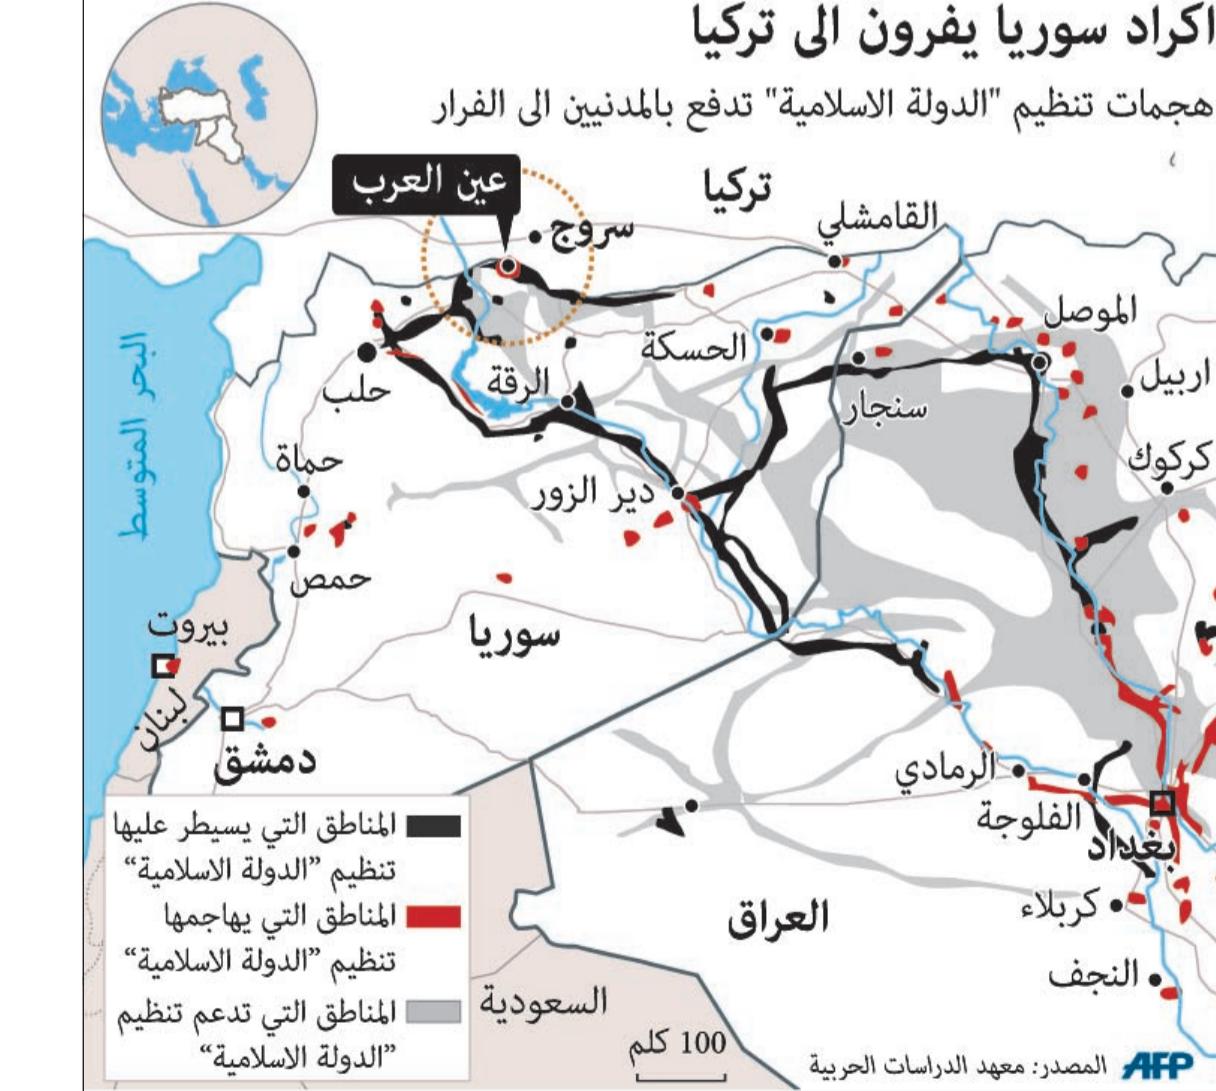 اكراد سوريا يفرون الى تركيا
هجمات تنظيم "الدولة الاسلامية" تدفع بالمدنيين الى الفرار
تركيا
عين العرب
سروج
القامشلي
الموصل
الحسكة
اربيل
سنجار
الرقة
حلب
البحر المتوسط
كركوك
حماة
دير الزور
حمص
سوريا
بيروت
لبنان
دمشق
الرمادي
الفلوجة
بغداد
كربلاء
العراق
النجف
السعودية
المناطق التي يسيطر عليها
تنظيم ”الدولة الاسلامية“
المناطق التي يهاجمها
تنظيم ”الدولة الاسلامية“
المناطق التي تدعم تنظيم
”الدولة الاسلامية“
100 كلم
المصدر: معهد الدراسات الحربية AFP